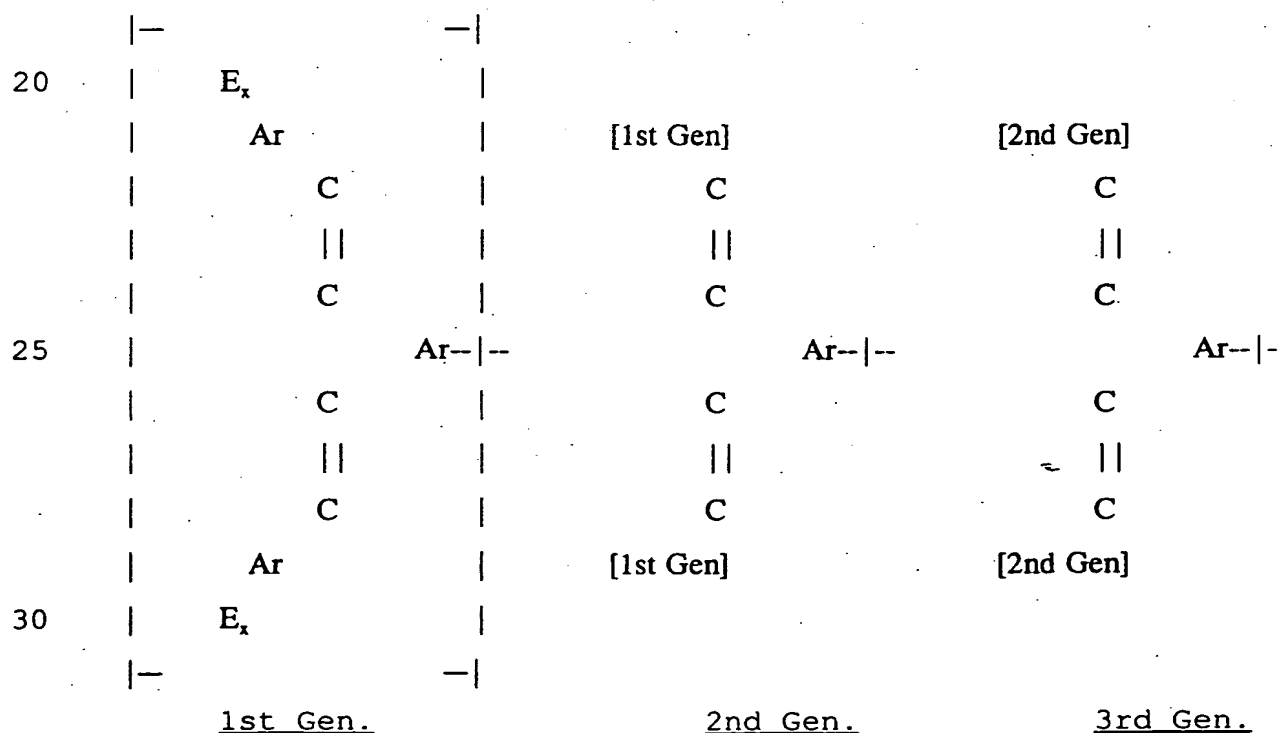 |— —|
20 | Eₓ |
| Ar | [1st Gen] [2nd Gen]
| C | C C
| || | || ||
| C | C C
25 | Ar--|-- Ar--|-- Ar--|-
| C | C C
| || | || ||
| C | C C
| Ar | [1st Gen] [2nd Gen]
30 | Eₓ |
|— —|
1st Gen. 2nd Gen. 3rd Gen.